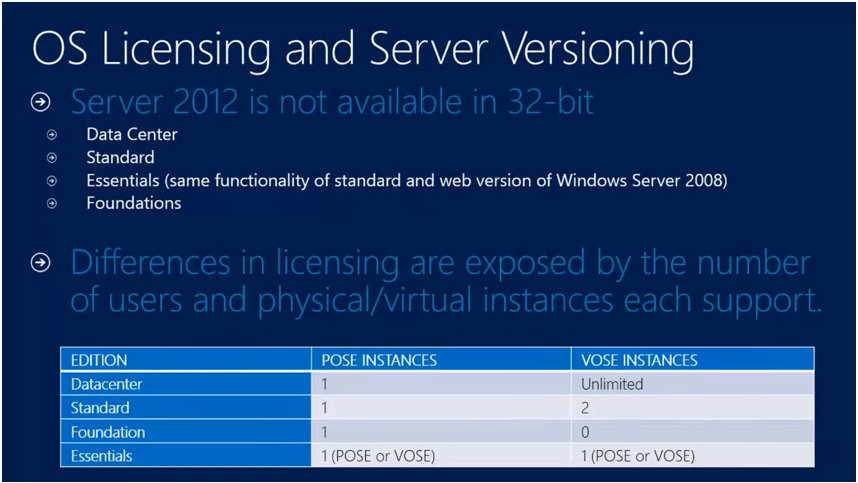 OS Licensing and Server Versioning
Server 2012 is not available in 32-bit
Data Center
Standard
Essentials (same functionality of standard and web version of Windows Server 2008)
Foundations
Differences in licensing are exposed by the number
of users and physical/virtual instances each support.
EDITION POSE INSTANCES VOSE INSTANCES
Datacenter 1 Unlimited
Standard 1 2
Foundation 1 0
Essentials 1 (POSE or VOSE) 1 (POSE or VOSE)